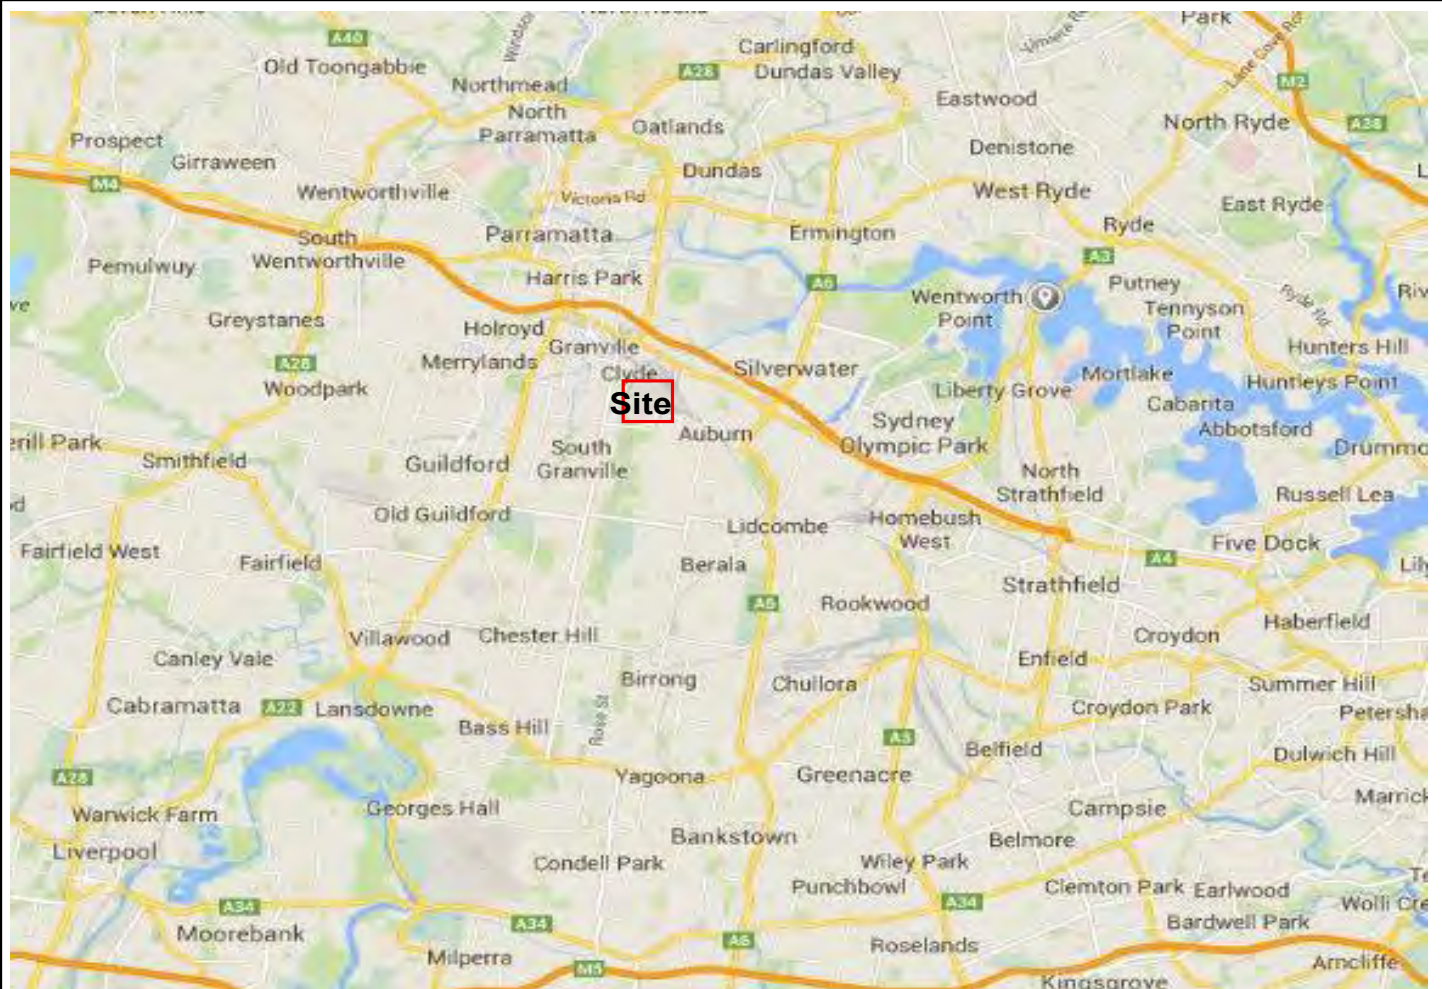 Park
A40
Carlingford
Old Toongabbie
A28
Dundas Valley
M2
Northmead
Eastwood
North
Parramatta
Oatlands
North Ryde
A28
Prospect
Girraween
Denistone
Dundas
M4
Wentworthville
Victoria Rd
West Ryde
East Ryde
South
Wentworthville
Parramatta
Ermington
Ryde
Pemulwuy
A3
Harris Park
A6
Putney
Wentworth
Point
Tennyson
Point
Ryde Rd
Greystanes
Holroyd
Granville
Hunters Hill
Merrylands
A28
Clyde
Silverwater
Mortlake
Woodpark
Liberty Grove
Huntleys Point
Site
Cabarita
Sydney
Olympic Park
Abbotsford
Auburn
South
Granville
Smithfield
Guildford
North
Strathfield
Russell Lea
Old Guildford
Lidcombe
Homebush
West
Five Dock
Fairfield West
Fairfield
Berala
A4
Strathfield
A6
Rookwood
Haberfield
Villawood
Chester Hill
Croydon
Canley Vale
Enfield
Birrong
Chullora
Summer Hill
Cabramatta
A22
Lansdowne
Croydon Park
Bass Hill
Rose St
A3
Belfield
Dulwich Hill
A28
Yagoona
Greenacre
Warwick Farm
Georges Hall
Campsie
Bankstown
Belmore
Liverpool
Condell Park
Wiley Park
Punchbowl
Clemton Park
Earlwood
A34
A34
A34
Bardwell Park
Moorebank
A6
Roselands
Milperra
M5
Arncliffe
Kingsgrove